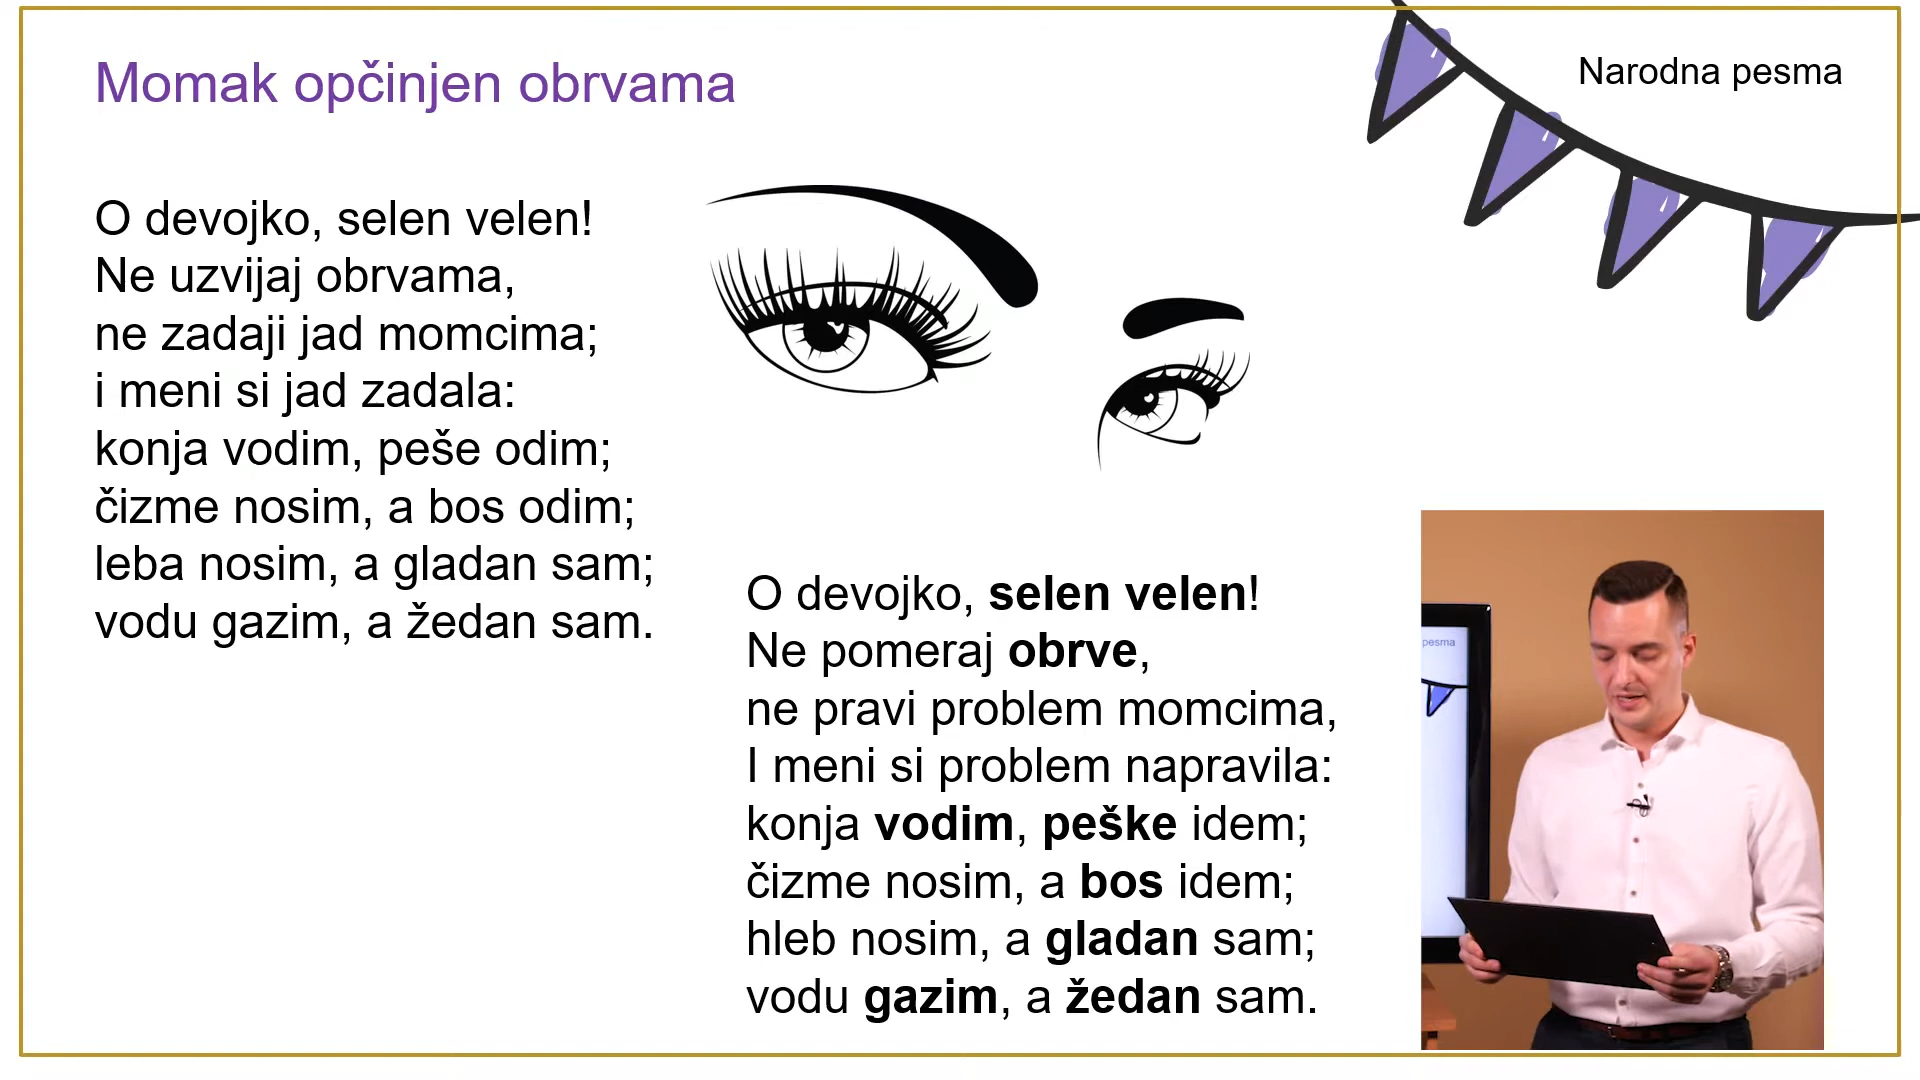 Momak opčinjen obrvama
Narodna pesma
O devojko, selen velen!
Ne uzvijaj obrvama,
ne zadaji jad momcima;
i meni si jad zadala:
konja vodim, peše odim;
čizme nosim, a bos odim;
leba nosim, a gladan sam;
vodu gazim, a žedan sam.
O devojko, selen velen!
Ne pomeraj obrve,
ne pravi problem momcima,
I meni si problem napravila:
konja vodim, peške idem;
čizme nosim, a bos idem;
hleb nosim, a gladan sam;
vodu gazim, a žedan sam.
pesma